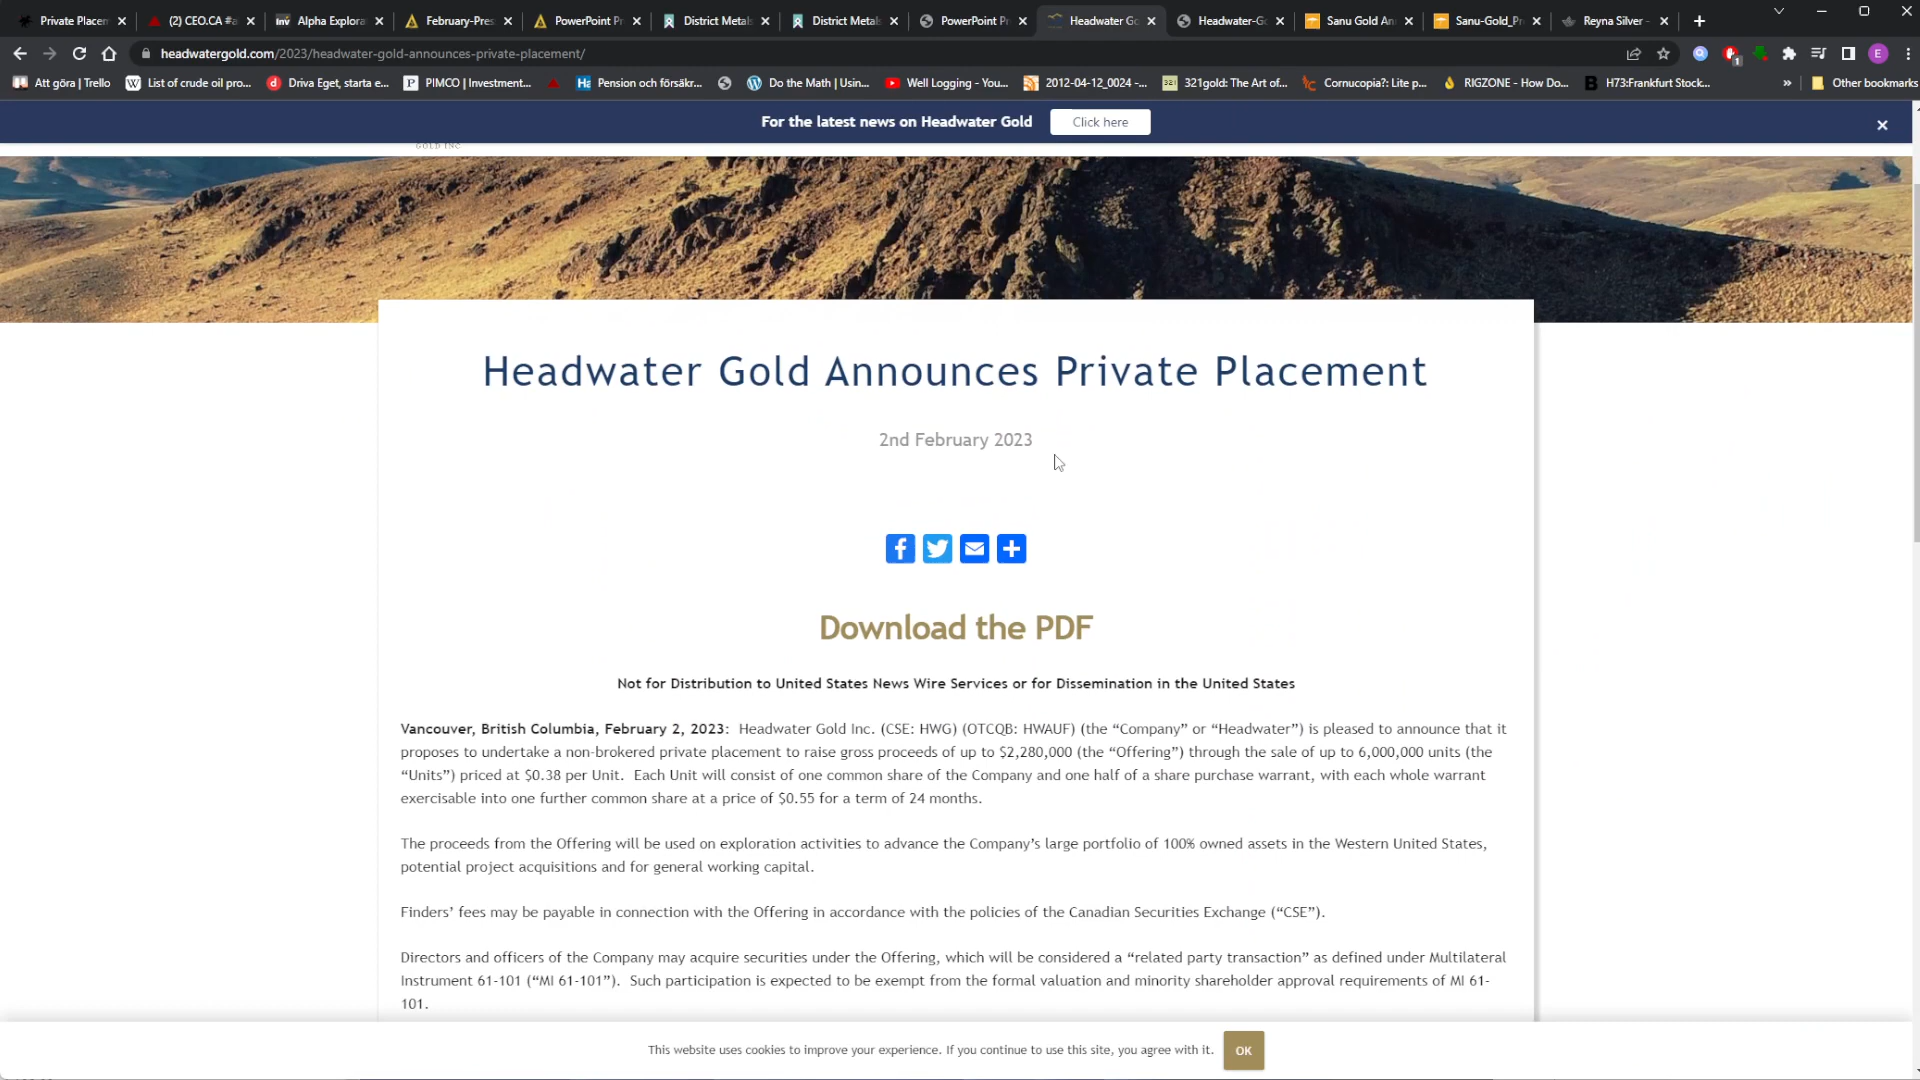 Private Placem
(2) CEO.CA #a
Alpha Explora
February-Pres
PowerPoint Pr
District Metals
District Metals
PowerPoint Pr
Headwater Go
Headwater-Go
Sanu Gold An
Sanu-Gold_Pr
Reyna Silver -
headwatergold.com/2023/headwater-gold-announces-private-placement/
Att göra | Trello
List of crude oil pro...
Driva Eget, starta e...
PIMCO | Investment...
Pension och försäkr...
Do the Math | Usin...
Well Logging - You...
2012-04-12_0024 -...
321gold: The Art of...
Cornucopia?: Lite p...
RIGZONE - How Do...
H73:Frankfurt Stock...
»
Other bookmarks
For the latest news on Headwater Gold
Click here
GOLD INC
Headwater Gold Announces Private Placement
2nd February 2023
Download the PDF
Not for Distribution to United States News Wire Services or for Dissemination in the United States
Vancouver, British Columbia, February 2, 2023: Headwater Gold Inc. (CSE: HWG) (OTCQB: HWAUF) (the “Company” or “Headwater”) is pleased to announce that it
proposes to undertake a non-brokered private placement to raise gross proceeds of up to $2,280,000 (the “Offering”) through the sale of up to 6,000,000 units (the
“Units”) priced at $0.38 per Unit. Each Unit will consist of one common share of the Company and one half of a share purchase warrant, with each whole warrant
exercisable into one further common share at a price of $0.55 for a term of 24 months.
The proceeds from the Offering will be used on exploration activities to advance the Company’s large portfolio of 100% owned assets in the Western United States,
potential project acquisitions and for general working capital.
Finders’ fees may be payable in connection with the Offering in accordance with the policies of the Canadian Securities Exchange (“CSE”).
Directors and officers of the Company may acquire securities under the Offering, which will be considered a “related party transaction” as defined under Multilateral
Instrument 61-101 (“MI 61-101”). Such participation is expected to be exempt from the formal valuation and minority shareholder approval requirements of MI 61-
101.
This website uses cookies to improve your experience. If you continue to use this site, you agree with it.
OK